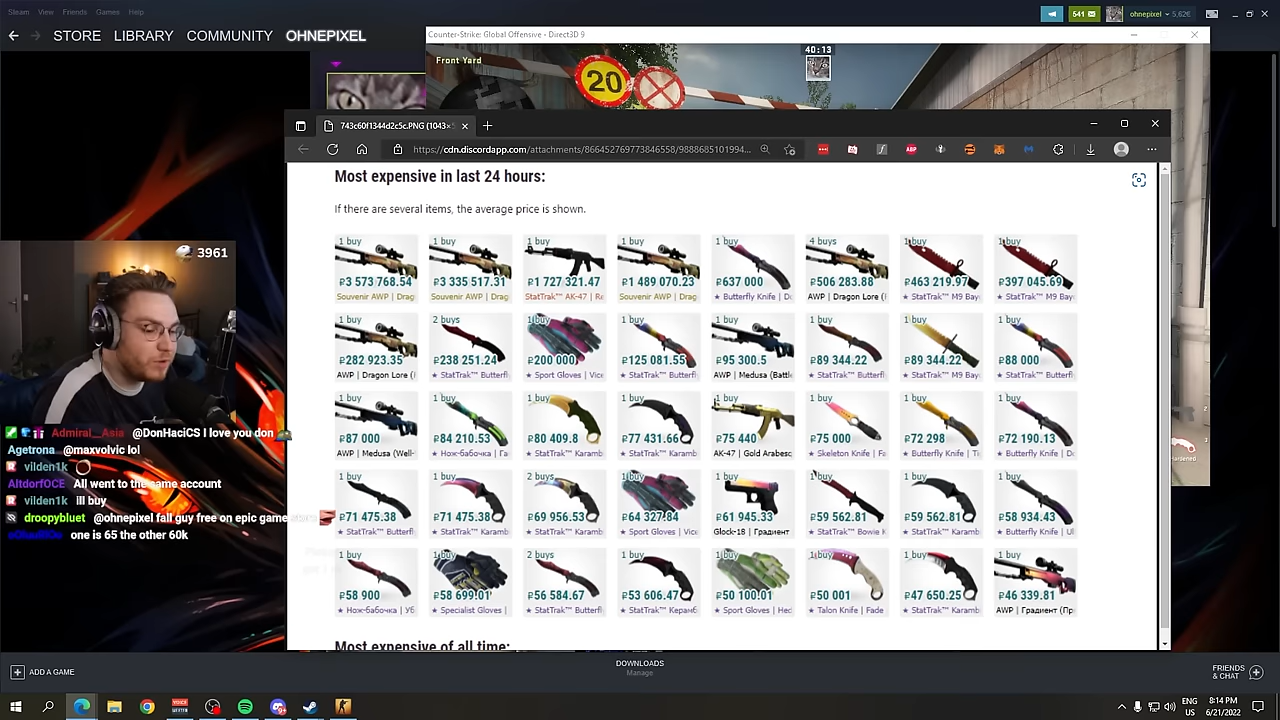 Steam View Friends Games Help
541 ohnepixel 5,62€
STORE LIBRARY COMMUNITY OHNEPIXEL
Counter-Strike: Global Offensive - Direct3D 9
Front Yard
40:13
20
743c60f1344d2c5c.PNG (1043×
https://cdn.discordapp.com/attachments/866452769773846558/9888685101994...
ABP
Most expensive in last 24 hours:
If there are several items, the average price is shown.
1 buy 1 buy 1 buy 1 buy 1 buy 4 buys 1 buy 1 buy
₽3 573 768.54 ₽3 335 517.31 ₽1 727 321.47 ₽1 489 070.23 ₽637 000 ₽506 283.88 ₽463 219.97 ₽397 045.69
Souvenir AWP | Drag Souvenir AWP | Drag StatTrak™ AK-47 | Re Souvenir AWP | Drag ★ Butterfly Knife | Do AWP | Dragon Lore (F ★ StatTrak™ M9 Bay ★ StatTrak™ M9 Bay
1 buy 2 buys 1 buy 1 buy 1 buy 1 buy 1 buy 1 buy
₽282 923.35 ₽238 251.24 ₽200 000 ₽125 081.55 ₽95 300.5 ₽89 344.22 ₽89 344.22 ₽88 000
AWP | Dragon Lore ( ★ StatTrak™ Butterf ★ Sport Gloves | Vice ★ StatTrak™ Butterf AWP | Medusa (Battl ★ StatTrak™ Butterf ★ StatTrak™ M9 Bay ★ StatTrak™ Butterf
1 buy 1 buy 1 buy 1 buy 1 buy 1 buy 1 buy 1 buy
₽87 000 ₽84 210.53 ₽80 409.8 ₽77 431.66 ₽75 440 ₽75 000 ₽72 298 ₽72 190.13
AWP | Medusa (Well- ★ Нож-бабочка | Га ★ StatTrak™ Karamb ★ StatTrak™ Karamb AK-47 | Gold Arabesq ★ Skeleton Knife | Fa ★ Butterfly Knife | Ti ★ Butterfly Knife | Do
1 buy 1 buy 2 buys 1 buy 1 buy 1 buy 1 buy 1 buy
₽71 475.38 ₽71 475.38 ₽69 956.53 ₽64 327.84 ₽61 945.33 ₽59 562.81 ₽59 562.81 ₽58 934.43
★ StatTrak™ Butterf ★ StatTrak™ Karamb ★ StatTrak™ Karamb ★ Sport Gloves | Vice Glock-18 | Градиент ★ StatTrak™ Bowie K ★ StatTrak™ Karamb ★ Butterfly Knife | Ul
1 buy 1 buy 2 buys 1 buy 1 buy 1 buy 1 buy 1 buy
₽58 900 ₽58 699.01 ₽56 584.67 ₽53 606.47 ₽50 100.01 ₽50 001 ₽47 650.25 ₽46 339.81
★ Нож-бабочка | Уб ★ Specialist Gloves | ★ StatTrak™ Butterf ★ StatTrak™ Керамб ★ Sport Gloves | Hed ★ Talon Knife | Fade ★ StatTrak™ Karamb AWP | Градиент (Пр
Most expensive of all time:
3961
Admiral__Asia @DonHaciCS I love you don
Agetrona @maxvolvic lol
vilden1k
AltdorfOCE All went to the same account
vilden1k ill buy
droopybluet @ohnepixel fall guy free on epic game
one is 65 the other 60k
ADD A GAME
DOWNLOADS
Manage
FRIENDS
& CHAT
ENG
US
8:14 PM
6/21/2022